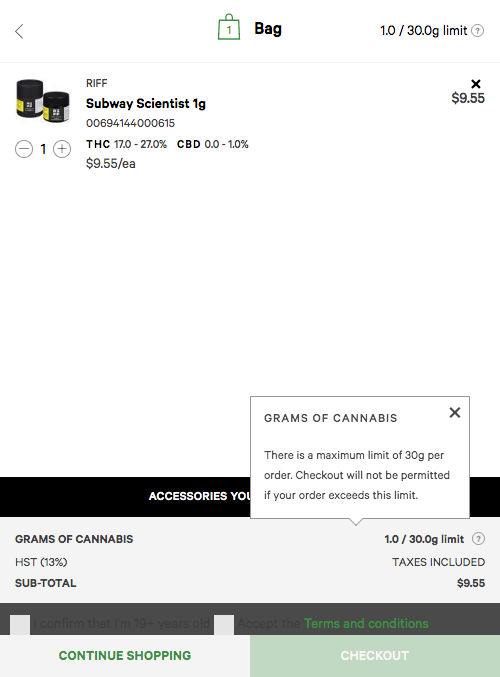 1
Bag
1.0 / 30.0g limit ?
RIFF
Subway Scientist 1g
$9.55
00694144000615
THC 17.0 - 27.0% CBD 0.0 - 1.0%
1
$9.55/ea
GRAMS OF CANNABIS
There is a maximum limit of 30g per
order. Checkout will not be permitted
if your order exceeds this limit.
ACCESSORIES YOU
GRAMS OF CANNABIS 1.0 / 30.0g limit ?
HST (13%) TAXES INCLUDED
SUB-TOTAL $9.55
I confirm that I'm 19+ years old Accept the Terms and conditions
CONTINUE SHOPPING CHECKOUT